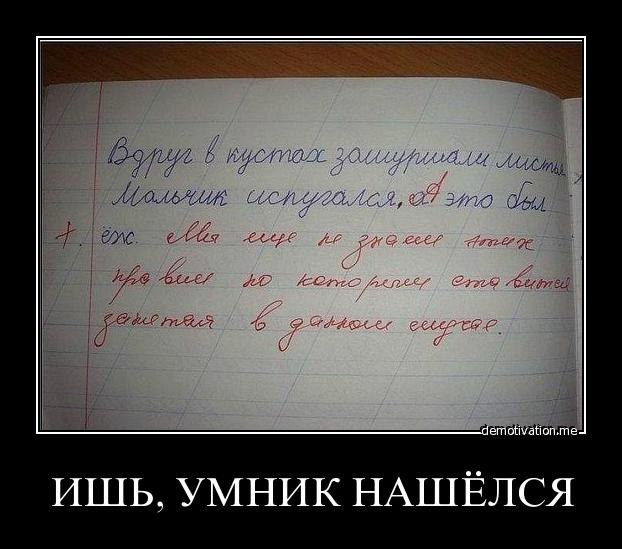 Вдруг в кустах зашуршали листья
Мальчик испугался, а А это был
+. ёж. Мы еще не знаем этих
правил по которым ставится
запятая в данном случае.
demotivation.me
ИШЬ, УМНИК НАШЁЛСЯ